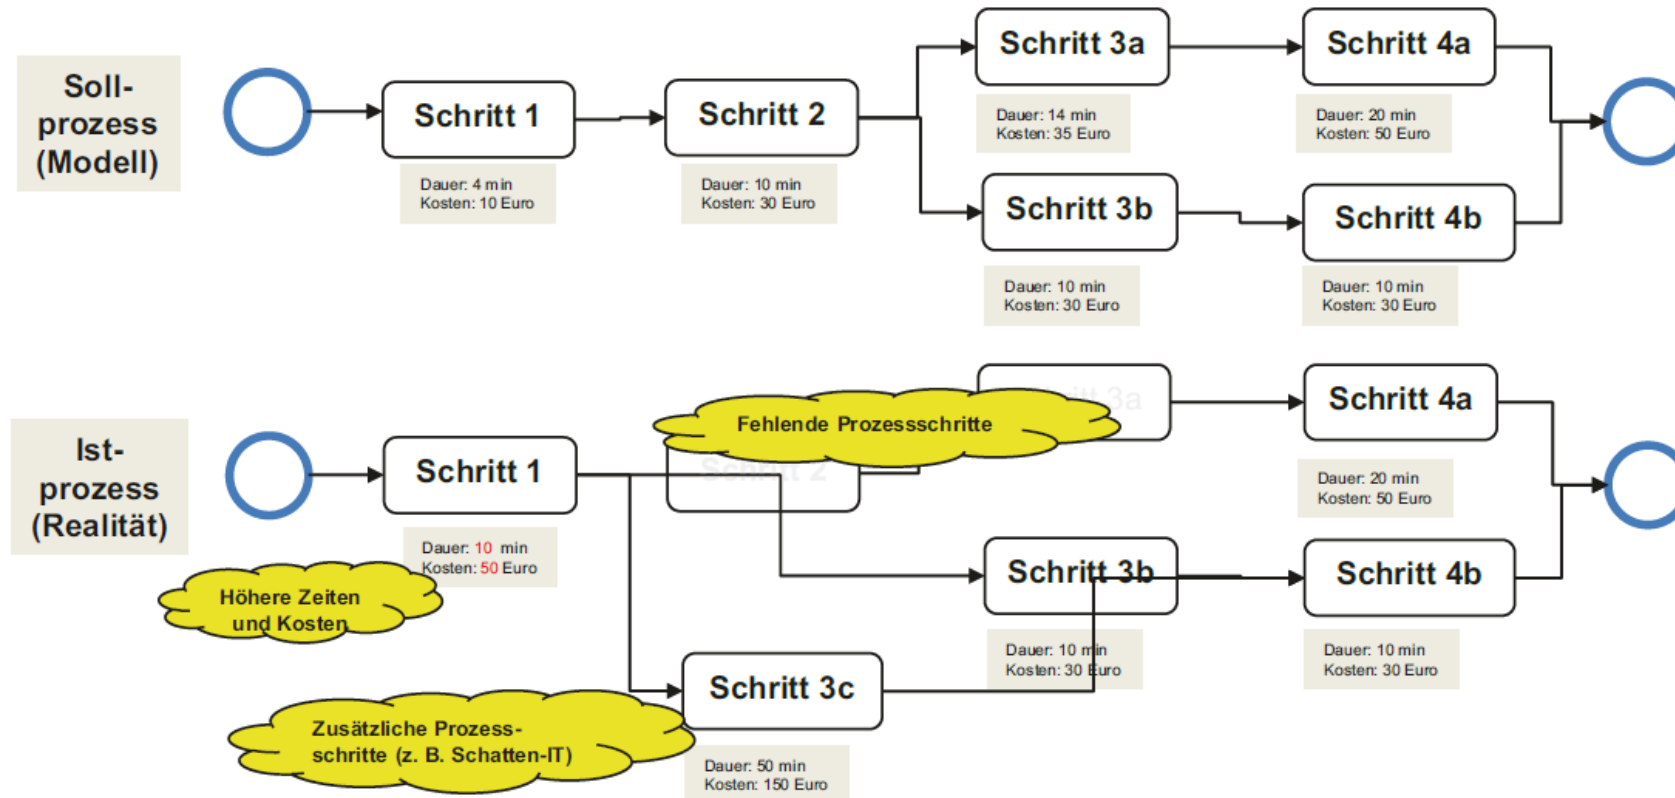 Soll-
prozess
(Modell)
Schritt 1
Dauer: 4 min
Kosten: 10 Euro
Schritt 2
Dauer: 10 min
Kosten: 30 Euro
Schritt 3a
Dauer: 14 min
Kosten: 35 Euro
Schritt 4a
Dauer: 20 min
Kosten: 50 Euro
Schritt 3b
Dauer: 10 min
Kosten: 30 Euro
Schritt 4b
Dauer: 10 min
Kosten: 30 Euro
Ist-
prozess
(Realität)
Schritt 1
Dauer: 10 min
Kosten: 50 Euro
Höhere Zeiten
und Kosten
Fehlende Prozessschritte
Schritt 2
3a
Schritt 4a
Dauer: 20 min
Kosten: 50 Euro
Schritt 3b
Dauer: 10 min
Kosten: 30 Euro
Schritt 4b
Dauer: 10 min
Kosten: 30 Euro
Zusätzliche Prozess-
schritte (z. B. Schatten-IT)
Schritt 3c
Dauer: 50 min
Kosten: 150 Euro